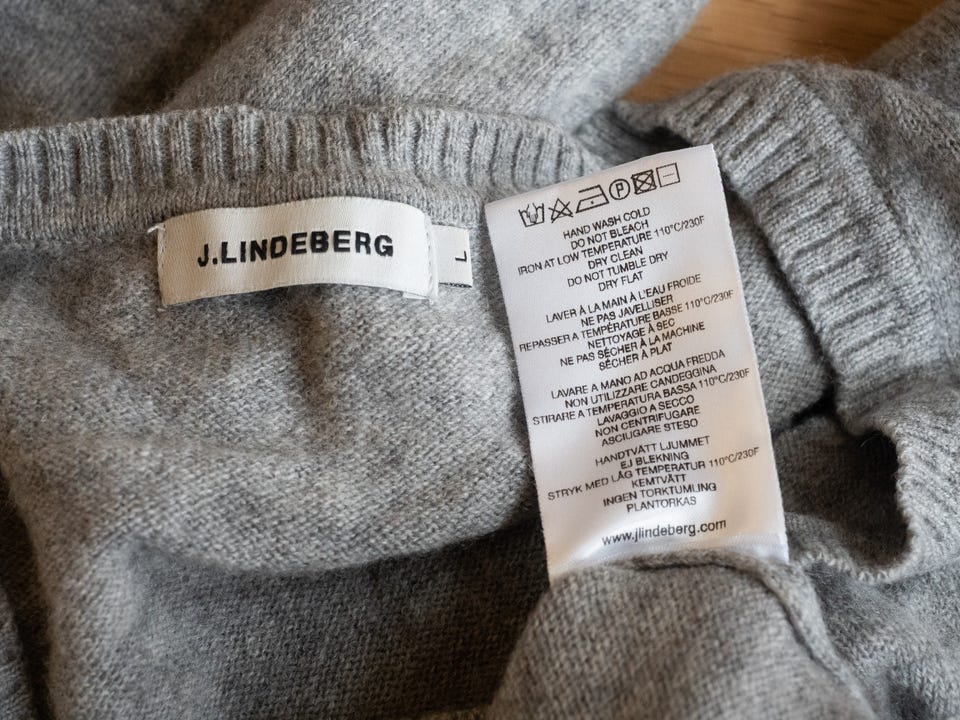 J.LINDEBERG
L
P
HAND WASH COLD
DO NOT BLEACH
IRON AT LOW TEMPERATURE 110°C/230F
DRY CLEAN
DO NOT TUMBLE DRY
DRY FLAT
LAVER À LA MAIN À L'EAU FROIDE
NE PAS JAVELLISER
REPASSER A TEMPÉRATURE BASSE 110°C/230F
NETTOYAGE À SEC
NE PAS SÉCHER À LA MACHINE
SÉCHER À PLAT
LAVARE A MANO AD ACQUA FREDDA
NON UTILIZZARE CANDEGGINA
STIRARE A TEMPERATURA BASSA 110°C/230F
LAVAGGIO A SECCO
NON CENTRIFUGARE
ASCIUGARE STESO
HANDTVÄTT LJUMMET
EJ BLEKNING
STRYK MED LÅG TEMPERATUR 110°C/230F
KEMTVÄTT
INGEN TORKTUMLING
PLANTORKAS
www.jlindeberg.com